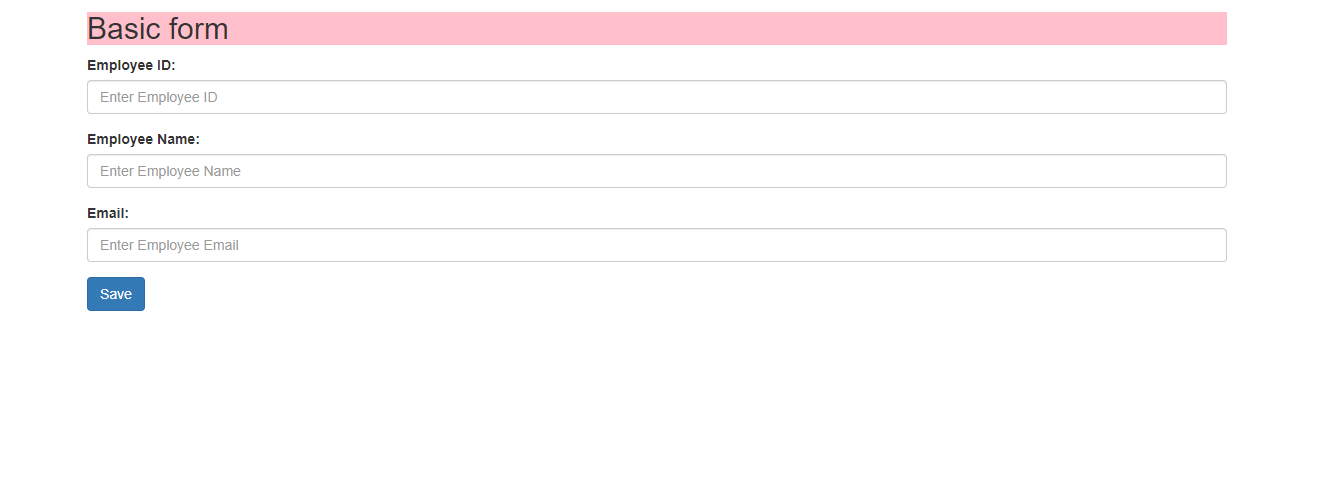 Basic form
Employee ID:
Enter Employee ID
Employee Name:
Enter Employee Name
Email:
Enter Employee Email
Save